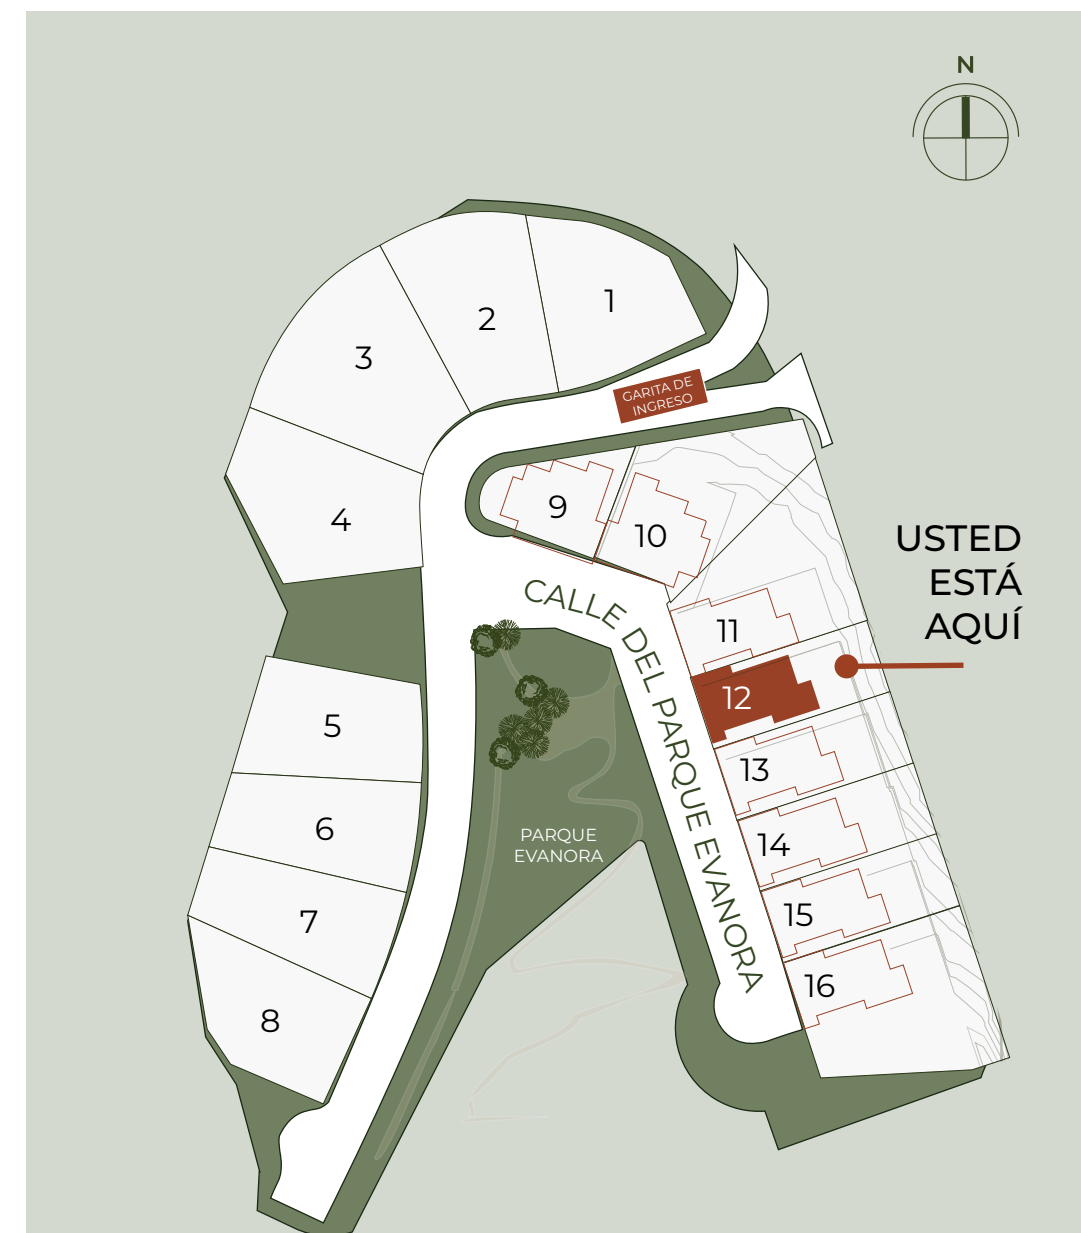 N
1
2
3
GARITA DE
INGRESO
4
9
10
USTED
ESTÁ
AQUÍ
CALLE DEL PARQUE EVANORA
11
12
5
13
6
PARQUE
EVANORA
14
7
15
16
8